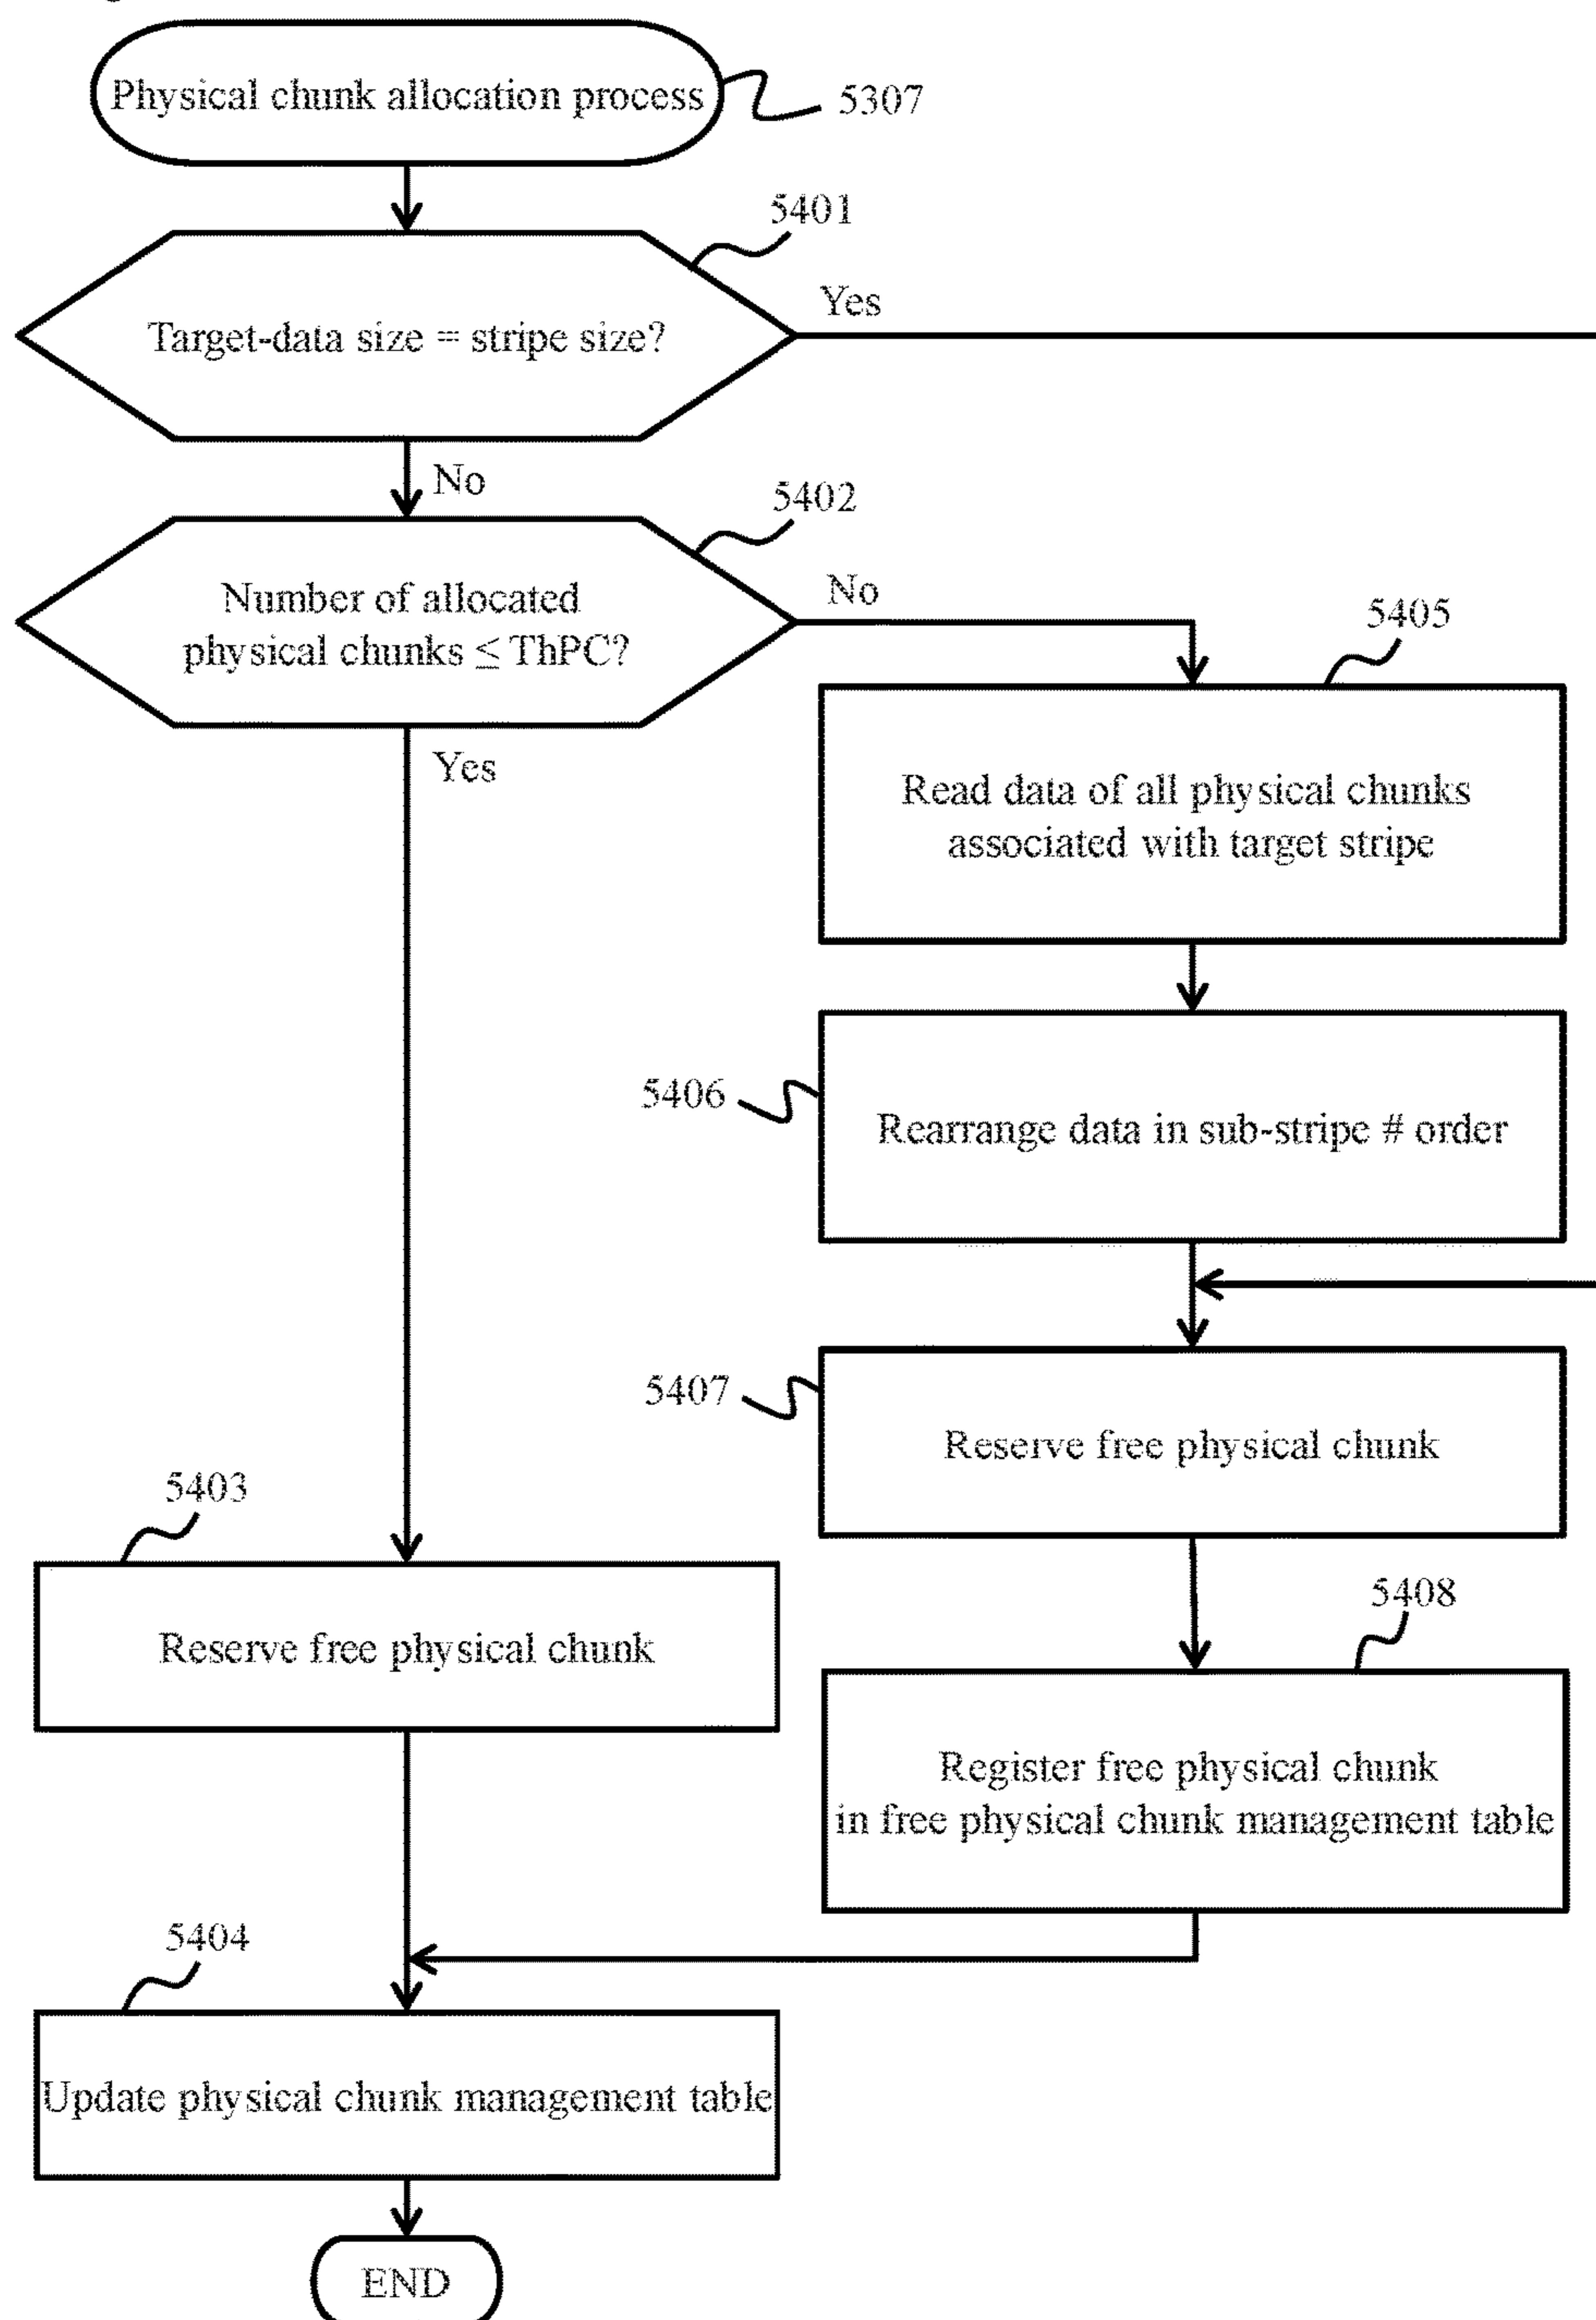 Physical chunk allocation process
5307
5401
Target-data size = stripe size?
Yes
No
5402
Number of allocated
physical chunks ≤ ThPC?
No
Yes
5405
Read data of all physical chunks
associated with target stripe
5406
Rearrange data in sub-stripe # order
5407
Reserve free physical chunk
5403
Reserve free physical chunk
5408
Register free physical chunk
in free physical chunk management table
5404
Update physical chunk management table
END